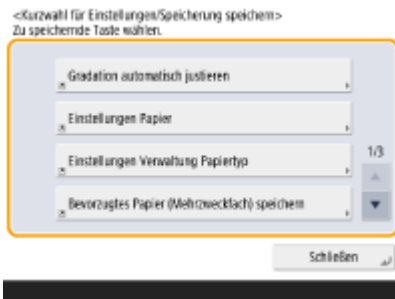 <Kurzwahl für Einstellungen/Speicherung speichern>
Zu speichernde Taste wählen.
Gradation automatisch justieren
Einstellungen Papier
1/3
Einstellungen Verwaltung Papiertyp
Bevorzugtes Papier (Mehrzweckfach) speichern
Schließen